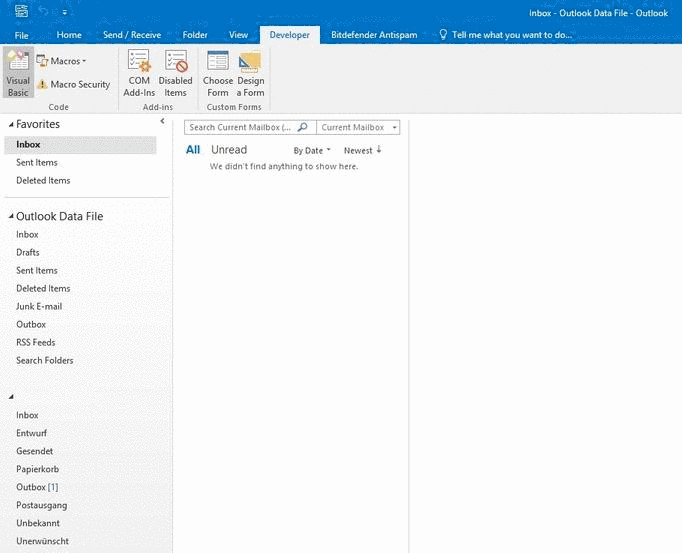 Inbox - Outlook Data File - Outlook
File Home Send / Receive Folder View Developer Bitdefender Antispam Tell me what you want to do...
Visual Basic
Macros
Macro Security
Code
COM Add-Ins
Disabled Items
Add-ins
Choose Form
Design a Form
Custom Forms
Favorites
Inbox
Sent Items
Deleted Items
Outlook Data File
Inbox
Drafts
Sent Items
Deleted Items
Junk E-mail
Outbox
RSS Feeds
Search Folders
Inbox
Entwurf
Gesendet
Papierkorb
Outbox [1]
Postausgang
Unbekannt
Unerwünscht
Search Current Mailbox (... Current Mailbox
All Unread By Date Newest
We didn't find anything to show here.